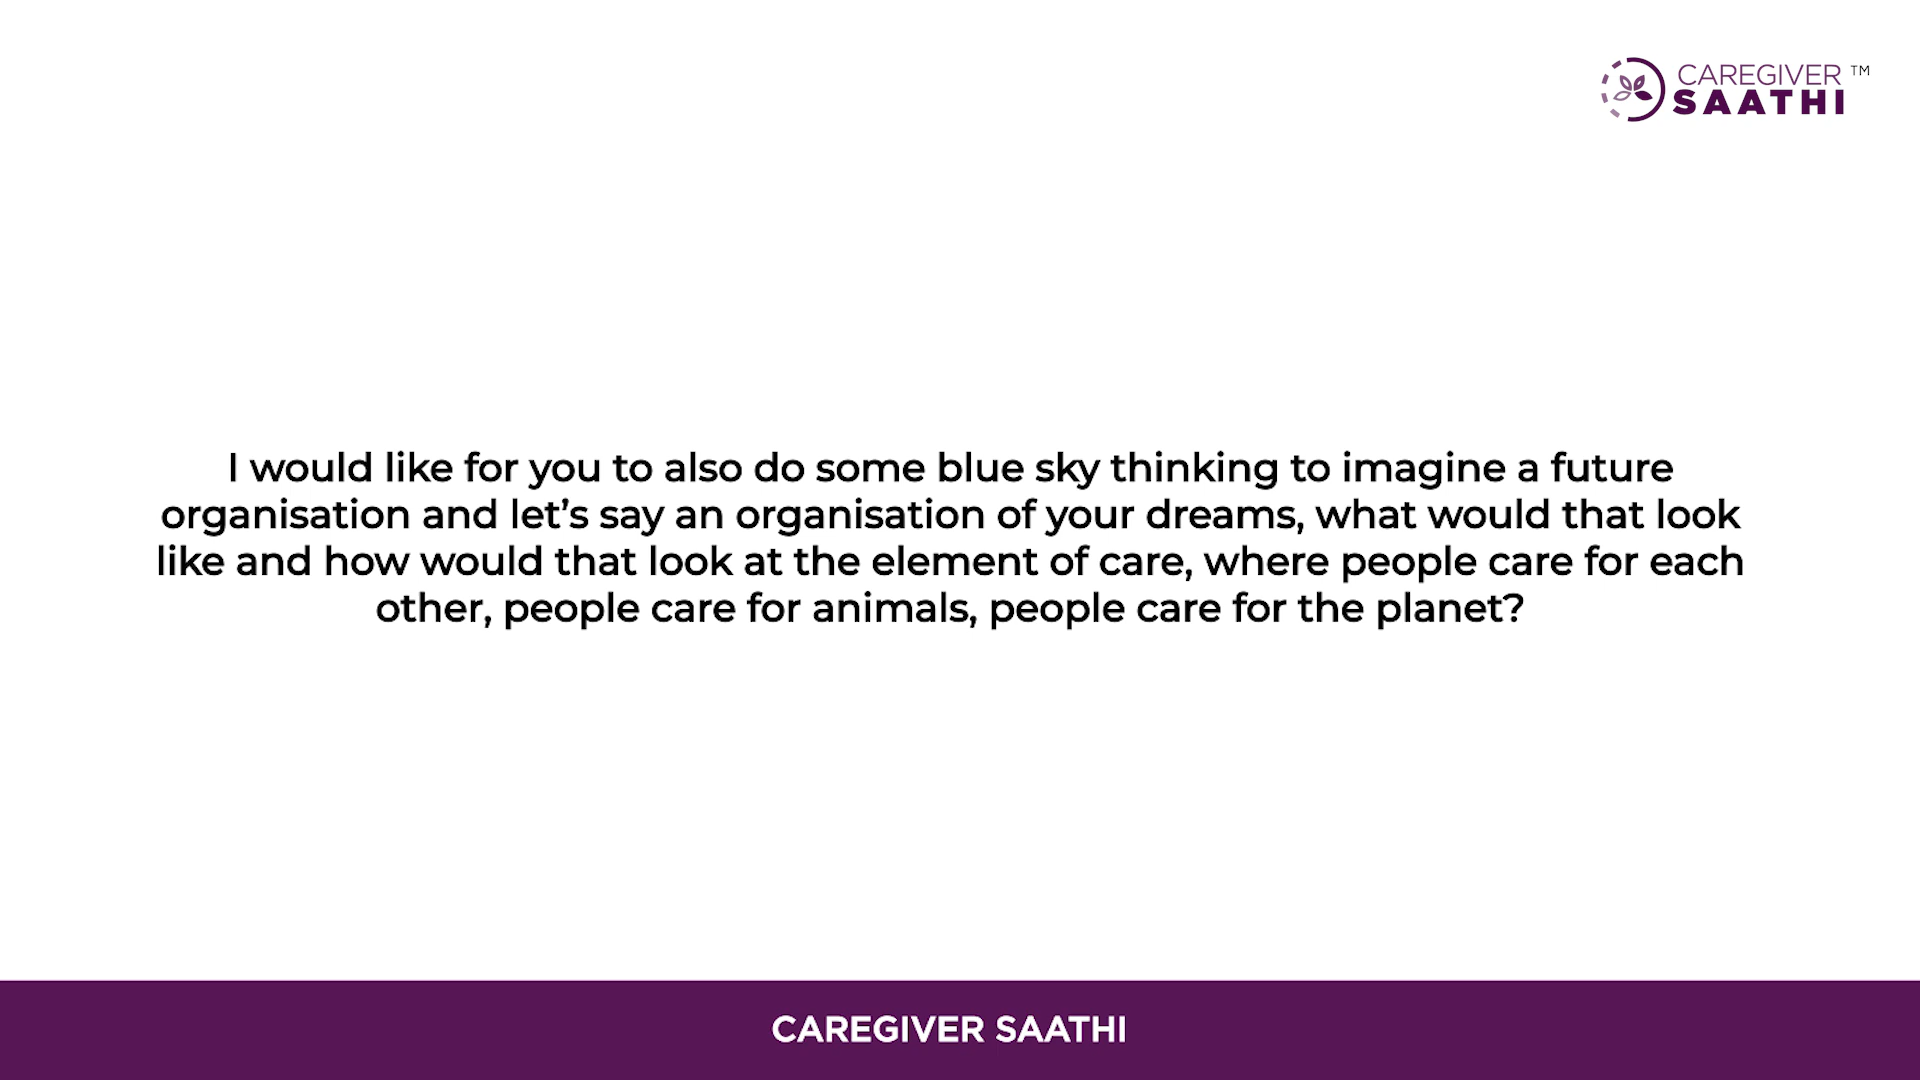 CAREGIVER TM
SAATHI
I would like for you to also do some blue sky thinking to imagine a future
organisation and let’s say an organisation of your dreams, what would that look
like and how would that look at the element of care, where people care for each
other, people care for animals, people care for the planet?
CAREGIVER SAATHI